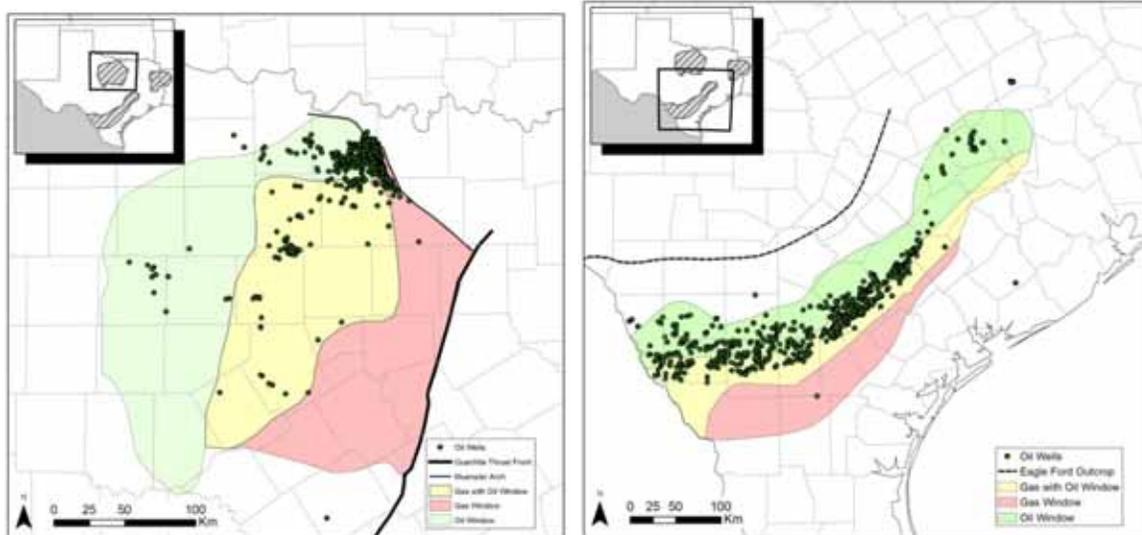 Oil Wells
Ouachita Thrust Front
Muenster Arch
Gas with Oil Window
Gas Window
Oil Window
N
0 25 50 100
Km
Oil Wells
Eagle Ford Outcrop
Gas with Oil Window
Gas Window
Oil Window
N
0 25 50 100
Km